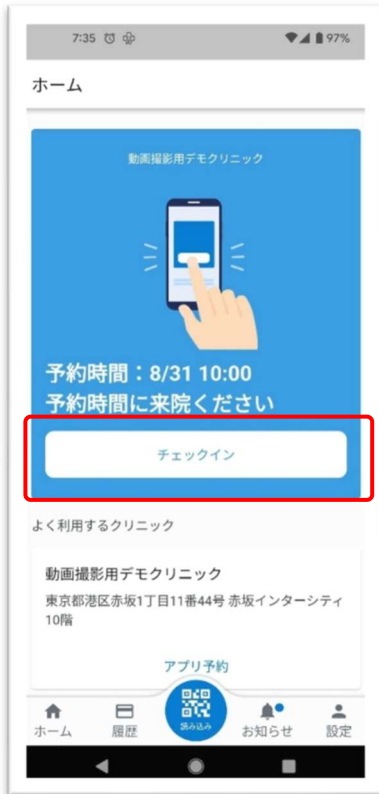 7:35
97%
ホーム
動画撮影用デモクリニック
予約時間：8/31 10:00
予約時間に来院ください
チェックイン
よく利用するクリニック
動画撮影用デモクリニック
東京都港区赤坂1丁目11番44号 赤坂インターシティ
10階
アプリ予約
ホーム
履歴
読み込み
お知らせ
設定